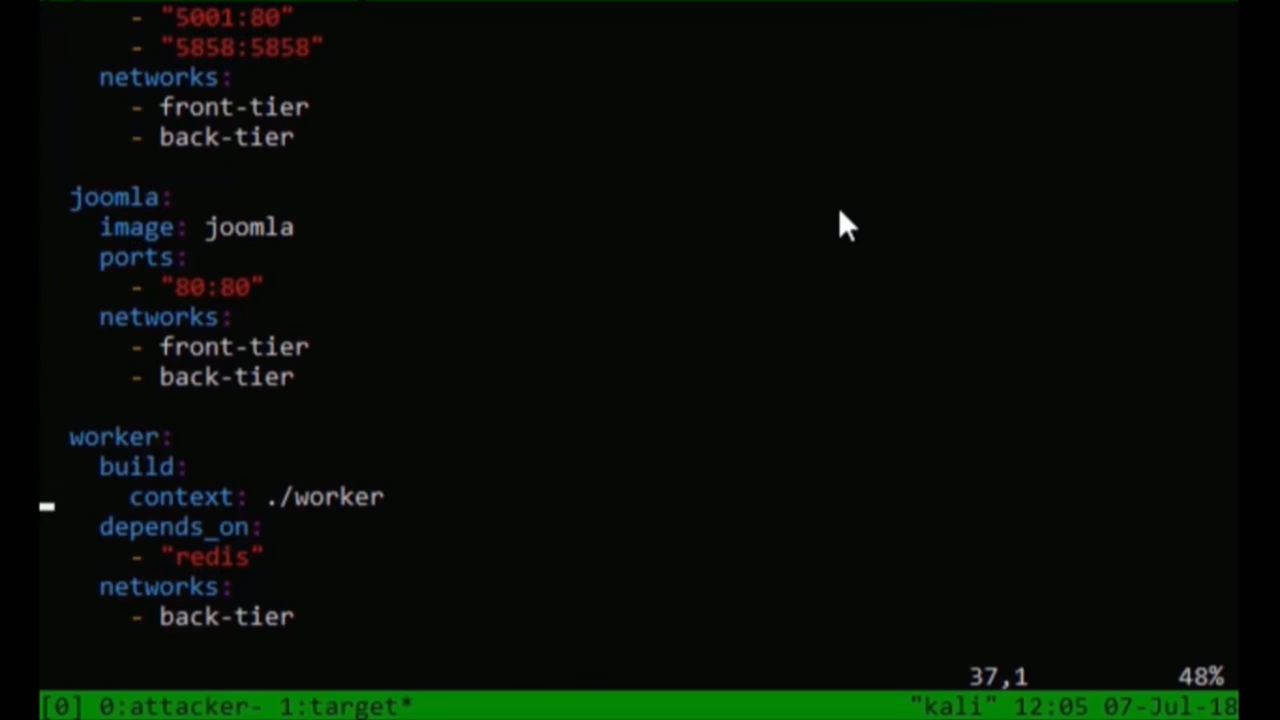 - "5001:80"
- "5858:5858"
networks:
- front-tier
- back-tier
joomla:
image: joomla
ports:
- "80:80"
networks:
- front-tier
- back-tier
worker:
build:
context: ./worker
depends_on:
- "redis"
networks:
- back-tier
37,1 48%
[0] 0:attacker- 1:target* "kali" 12:05 07-Jul-18